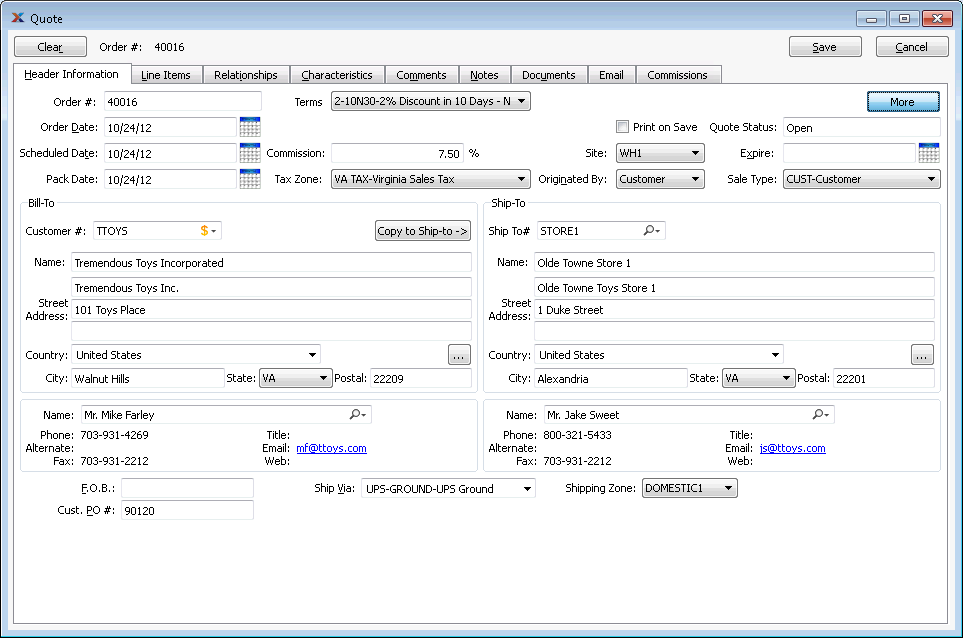 Quote
Clear Order #: 40016 Save Cancel
Header Information Line Items Relationships Characteristics Comments Notes Documents Email Commissions
Order #: 40016 Terms 2-10N30-2% Discount in 10 Days - N More
Order Date: 10/24/12 Print on Save Quote Status: Open
Scheduled Date: 10/24/12 Commission: 7.50 % Site: WH1 Expire:
Pack Date: 10/24/12 Tax Zone: VA TAX-Virginia Sales Tax Originated By: Customer Sale Type: CUST-Customer
Bill-To Ship-To
Customer #: TTOYS $ Copy to Ship-to -> Ship To# STORE1
Name: Tremendous Toys Incorporated Name: Olde Towne Store 1
Tremendous Toys Inc. Olde Towne Toys Store 1
Street Address: 101 Toys Place Street Address: 1 Duke Street
Country: United States ... Country: United States ...
City: Walnut Hills State: VA Postal: 22209 City: Alexandria State: VA Postal: 22201
Name: Mr. Mike Farley Name: Mr. Jake Sweet
Phone: 703-931-4269 Title: Phone: 800-321-5433 Title:
Alternate: Email: mf@ttoys.com Alternate: Email: js@ttoys.com
Fax: 703-931-2212 Web: Fax: 703-931-2212 Web:
F.O.B.: Ship Via: UPS-GROUND-UPS Ground Shipping Zone: DOMESTIC1
Cust. PO #: 90120